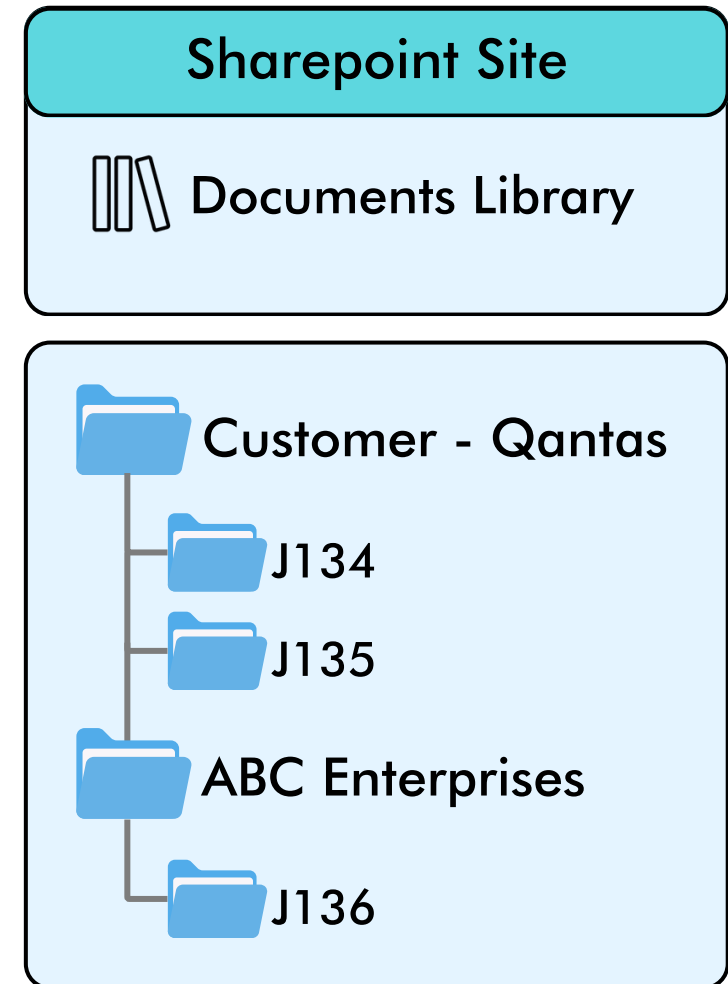 Sharepoint Site
Documents Library
Customer - Qantas
J134
J135
ABC Enterprises
J136